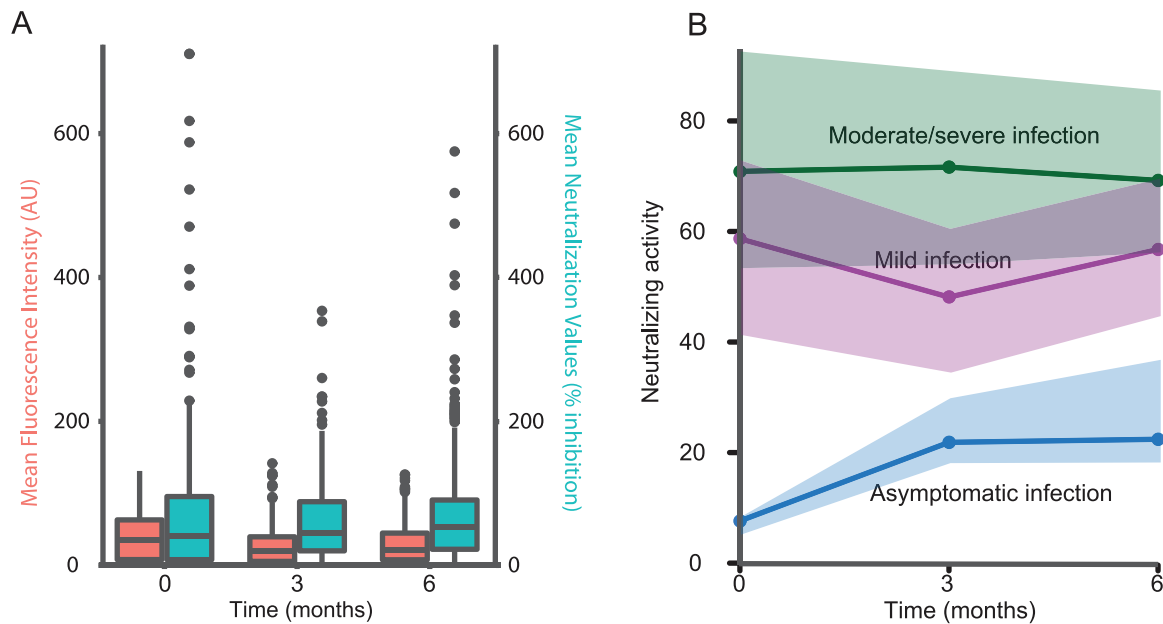 A
600
400
200
0
Mean Fluorescence Intensity (AU)
0
3
6
Time (months)
600
400
200
0
Mean Neutralization Values (% inhibition)
B
80
60
40
20
0
Neutralizing activity
Moderate/severe infection
Mild infection
Asymptomatic infection
0
3
6
Time (months)